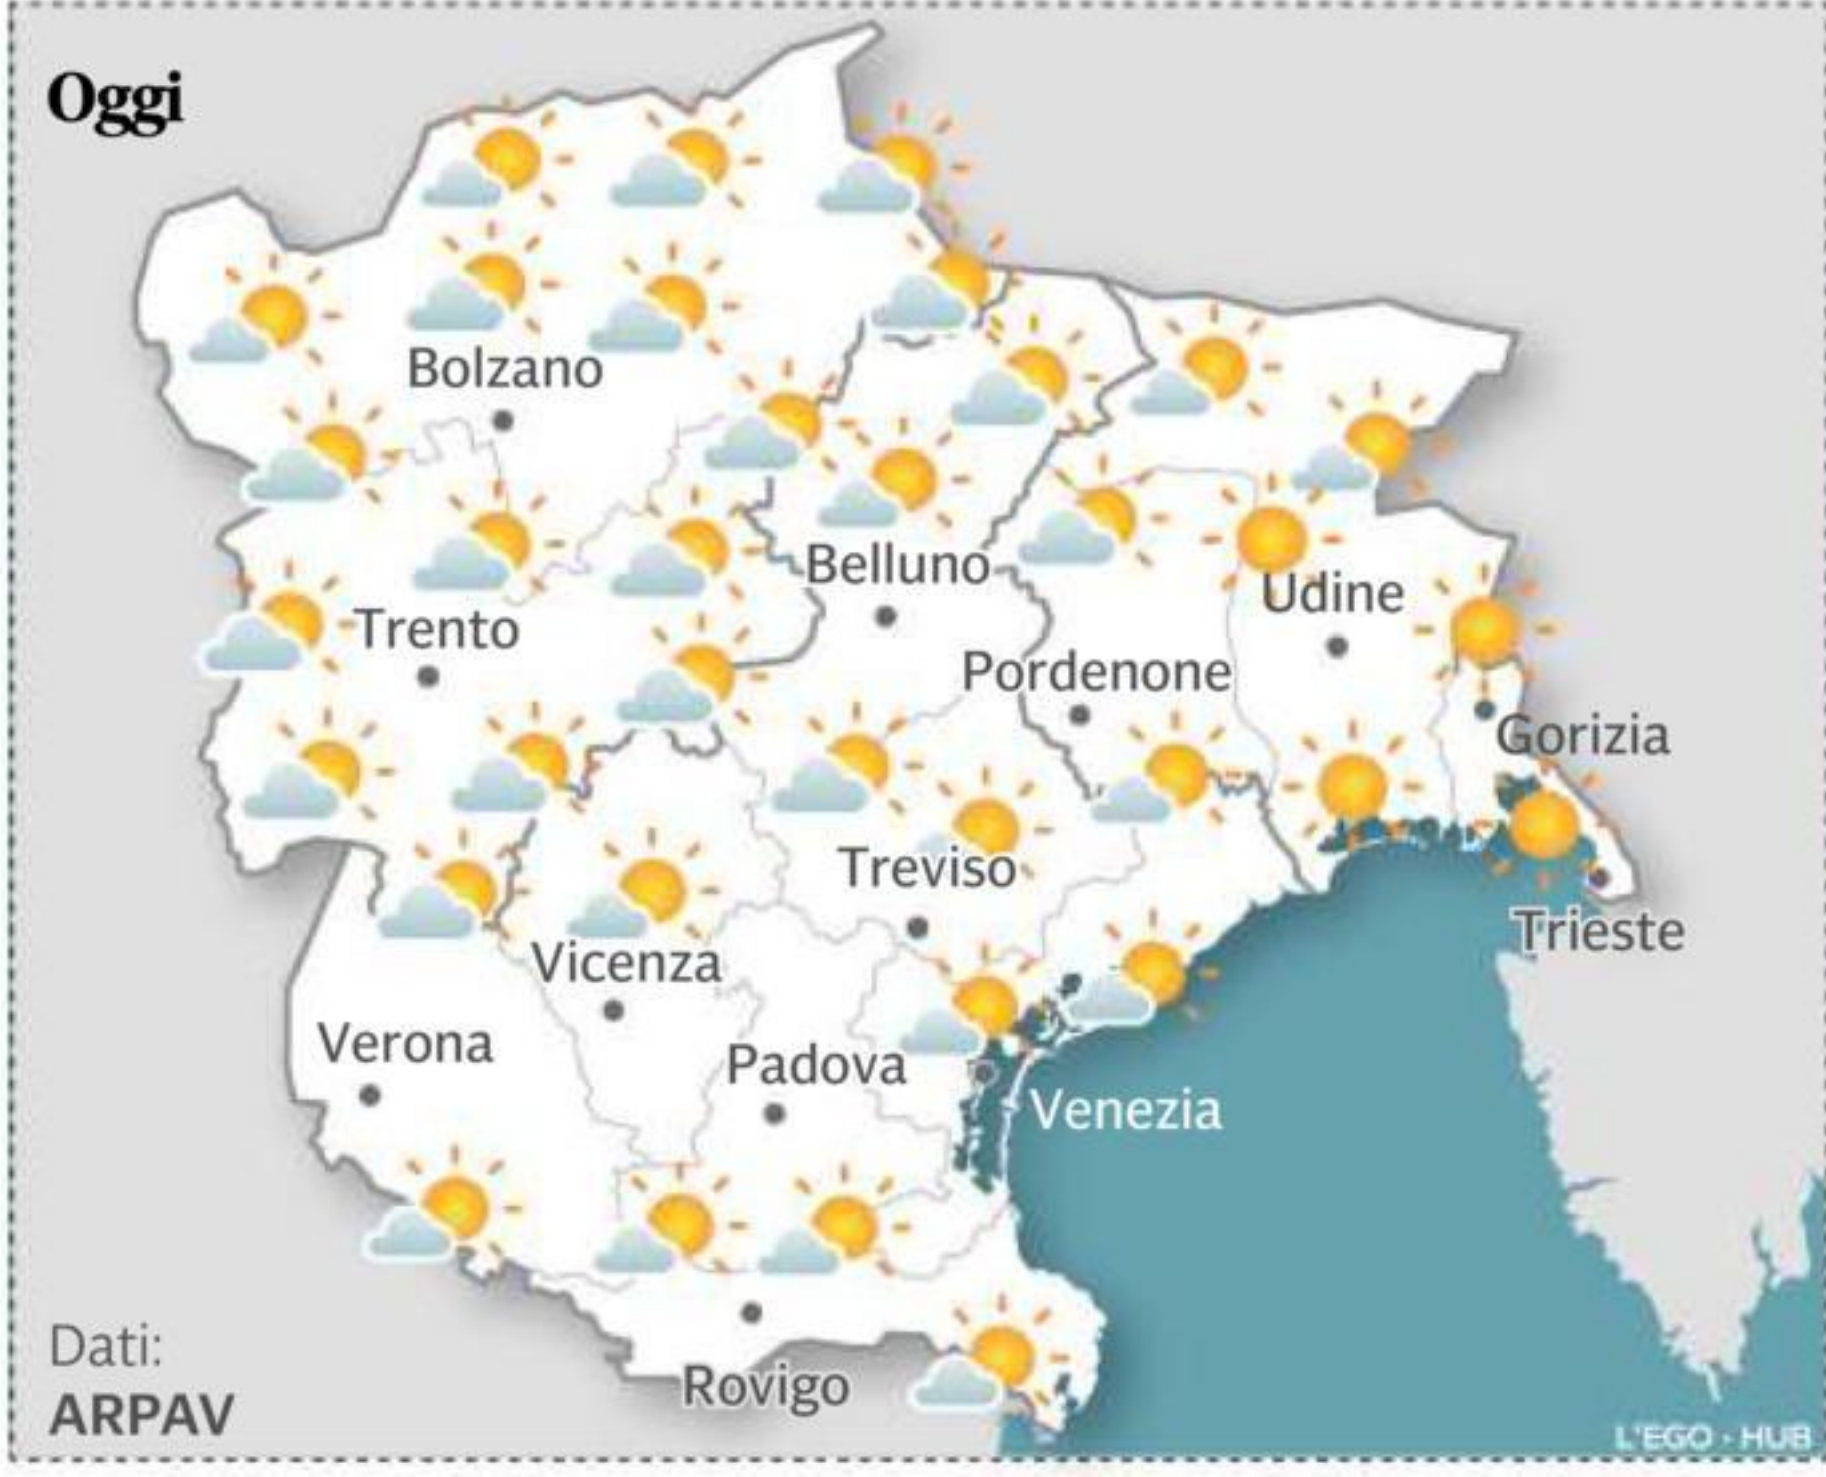 Oggi
Bolzano
Belluno
Trento
Udine
Pordenone
Gorizia
Treviso
Trieste
Vicenza
Verona
Padova
Venezia
Dati:
ARPAV
Rovigo
L'EGO - HUB